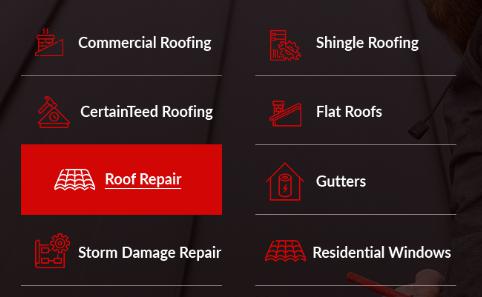 Commercial Roofing
Shingle Roofing
CertainTeed Roofing
Flat Roofs
Roof Repair
Gutters
Storm Damage Repair
Residential Windows